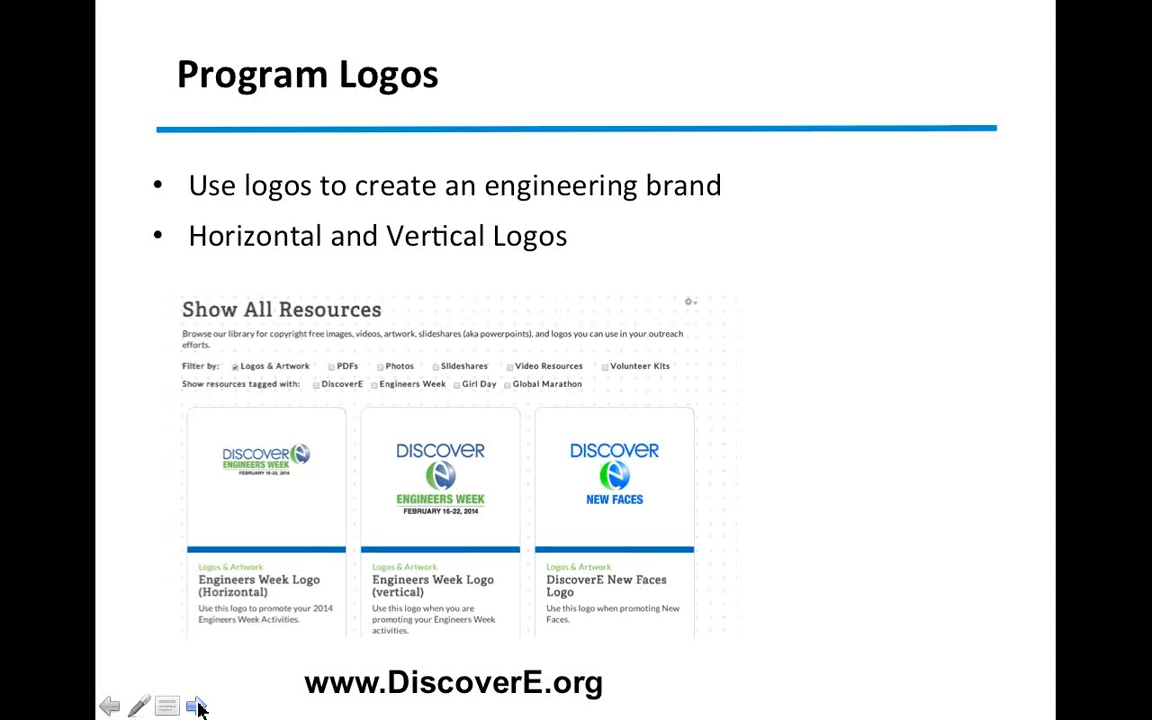 Program Logos
• Use logos to create an engineering brand
• Horizontal and Vertical Logos
Show All Resources
Browse our library for copyright free images, videos, artwork, slideshares (aka powerpoints), and logos you can use in your outreach
efforts.
Filter by: Logos & Artwork PDFs Photos Slideshares Video Resources Volunteer Kits
Show resources tagged with: DiscoverE Engineers Week Girl Day Global Marathon
DISCOVER e
ENGINEERS WEEK
FEBRUARY 16-22, 2014
Logos & Artwork
Engineers Week Logo
(Horizontal)
Use this logo to promote your 2014
Engineers Week Activities.
DISCOVER
e
ENGINEERS WEEK
FEBRUARY 16-22, 2014
Logos & Artwork
Engineers Week Logo
(vertical)
Use this logo when you are
promoting your Engineers Week
activities.
DISCOVER
e
NEW FACES
Logos & Artwork
DiscoverE New Faces
Logo
Use this logo when promoting New
Faces.
www.DiscoverE.org